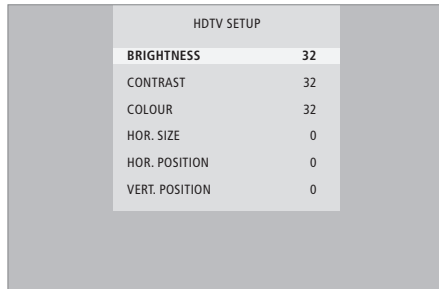 HDTV SETUP
BRIGHTNESS 32
CONTRAST 32
COLOUR 32
HOR. SIZE 0
HOR. POSITION 0
VERT. POSITION 0